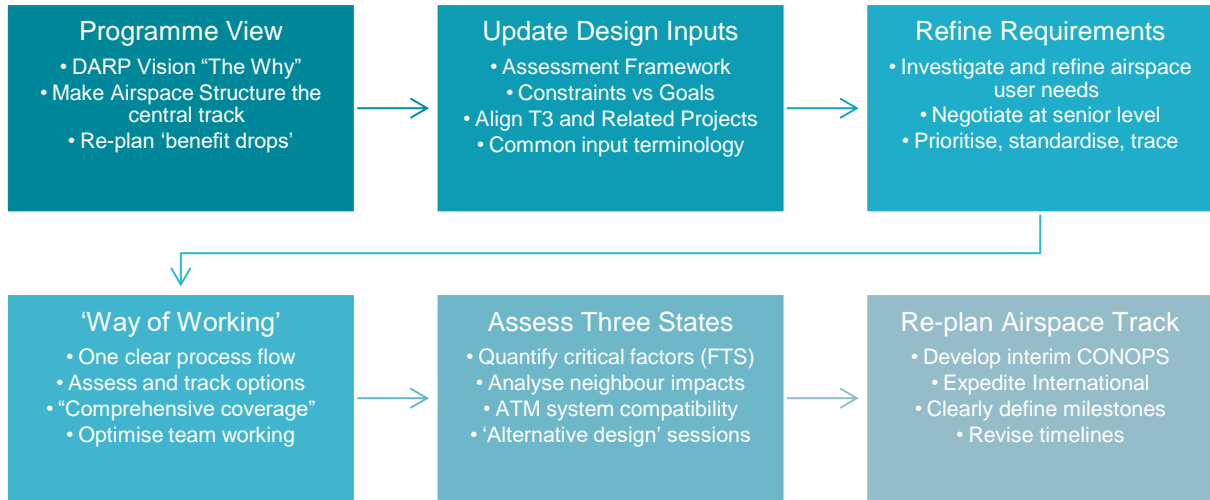 Programme View
• DARP Vision “The Why”
• Make Airspace Structure the
central track
• Re-plan ‘benefit drops’
Update Design Inputs
• Assessment Framework
• Constraints vs Goals
• Align T3 and Related Projects
• Common input terminology
Refine Requirements
• Investigate and refine airspace
user needs
• Negotiate at senior level
• Prioritise, standardise, trace
‘Way of Working’
• One clear process flow
• Assess and track options
• “Comprehensive coverage”
• Optimise team working
Assess Three States
• Quantify critical factors (FTS)
• Analyse neighbour impacts
• ATM system compatibility
• ‘Alternative design’ sessions
Re-plan Airspace Track
• Develop interim CONOPS
• Expedite International
• Clearly define milestones
• Revise timelines